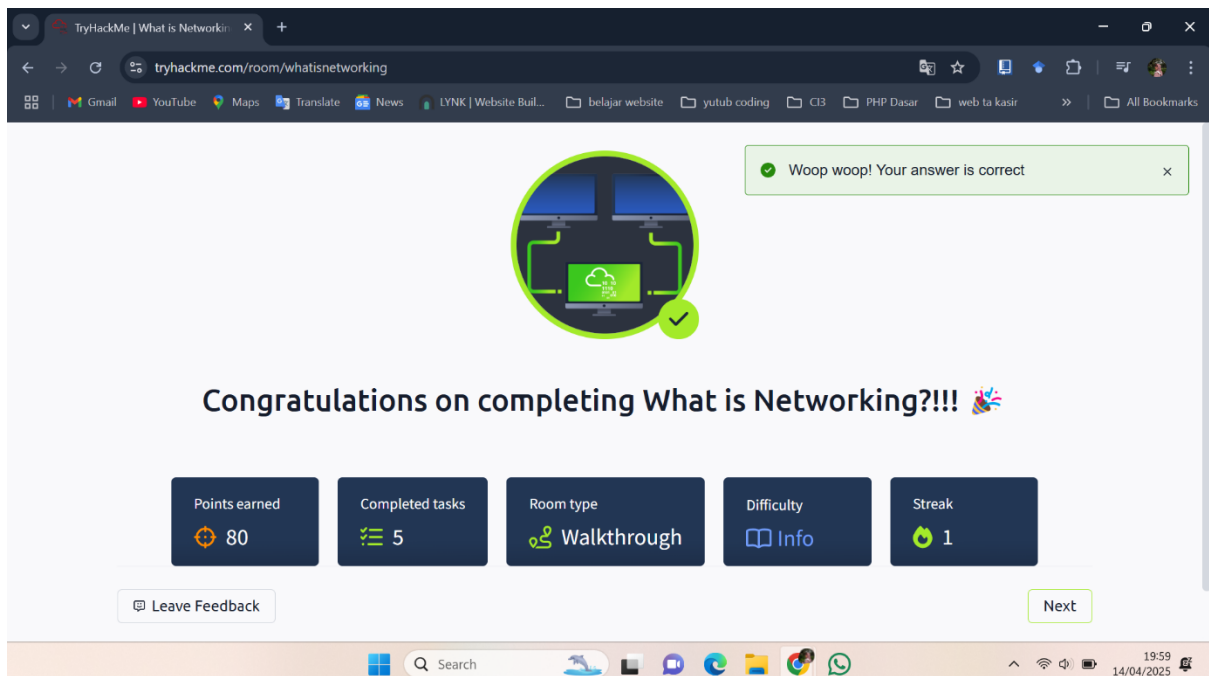 TryHackMe | What is Networkin
tryhackme.com/room/whatisnetworking
Gmail YouTube Maps Translate News LYNK | Website Buil... belajar website yutub coding CI3 PHP Dasar web ta kasir » All Bookmarks
Woop woop! Your answer is correct
Congratulations on completing What is Networking?!!! 🎉
Points earned Completed tasks Room type Difficulty Streak
80 5 Walkthrough Info 1
Leave Feedback Next
Search
19:59
14/04/2025